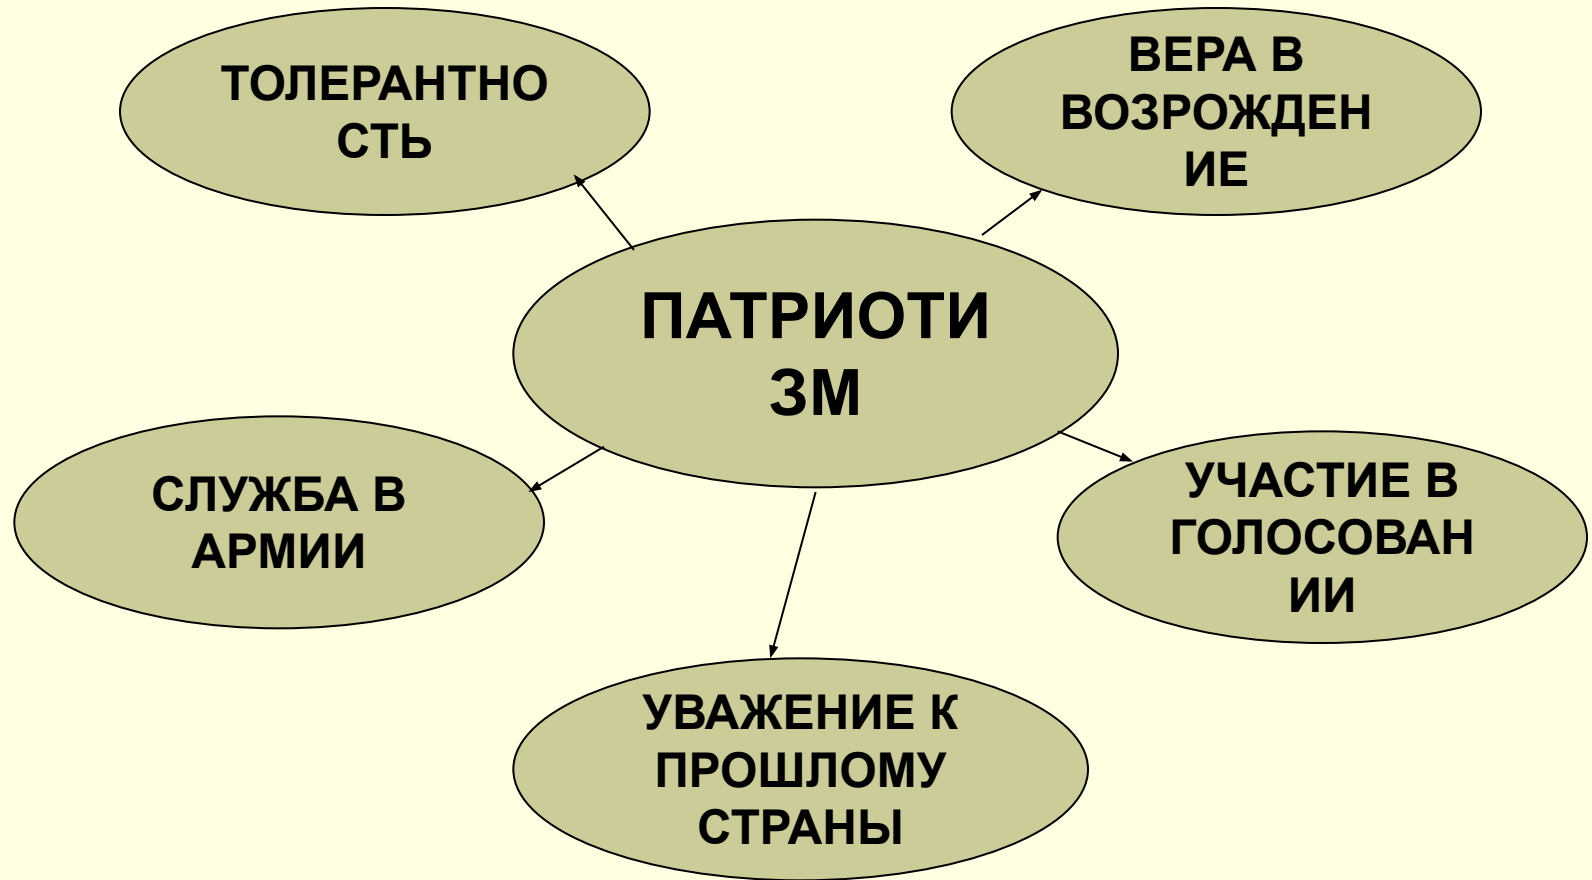 ТОЛЕРАНТНО
СТЬ
ВЕРА В
ВОЗРОЖДЕН
ИЕ
ПАТРИОТИ
ЗМ
СЛУЖБА В
АРМИИ
УЧАСТИЕ В
ГОЛОСОВАН
ИИ
УВАЖЕНИЕ К
ПРОШЛОМУ
СТРАНЫ